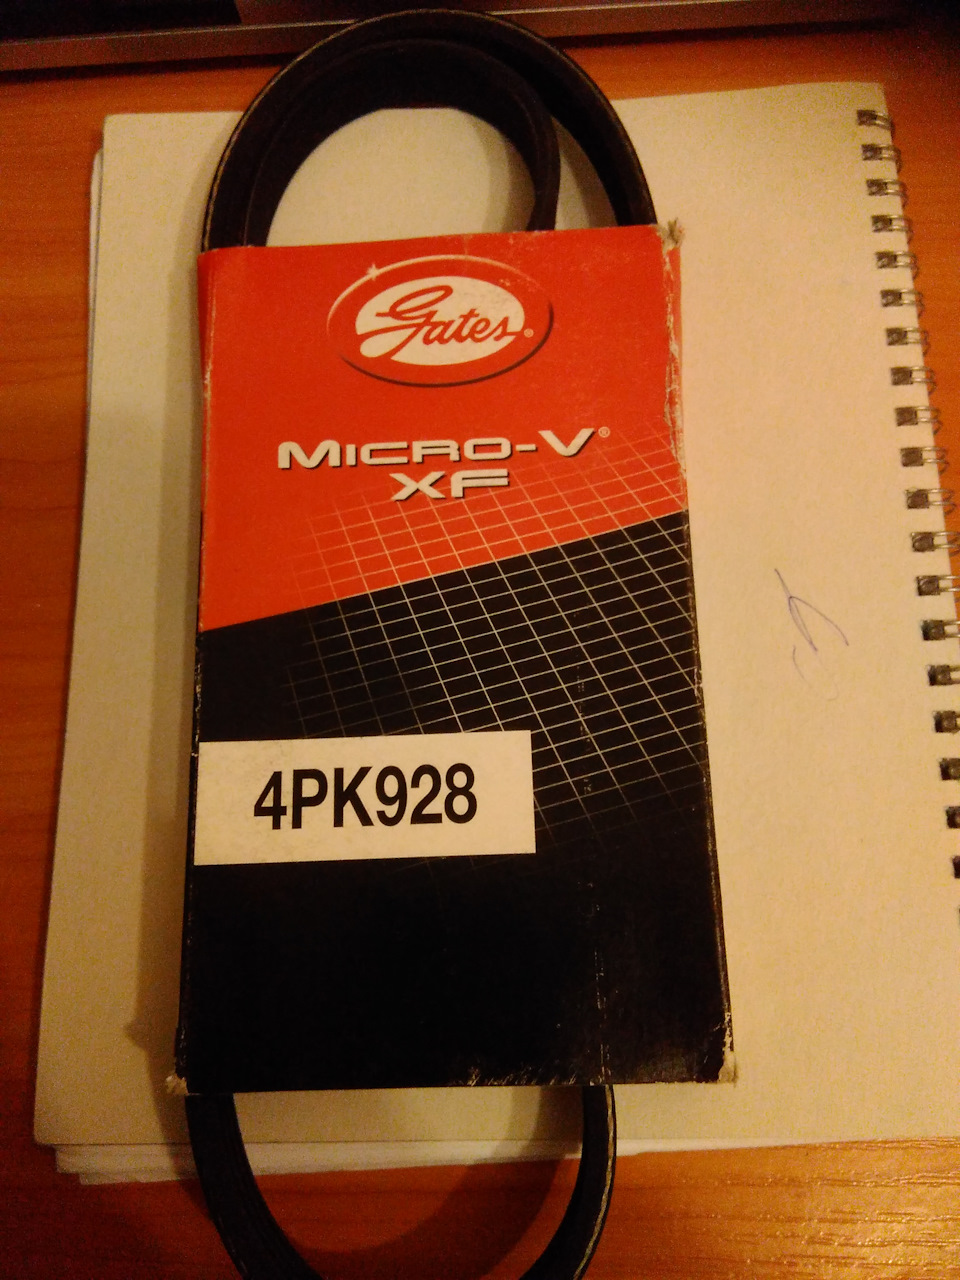 Gates®
MICRO-V®
XF
4PK928